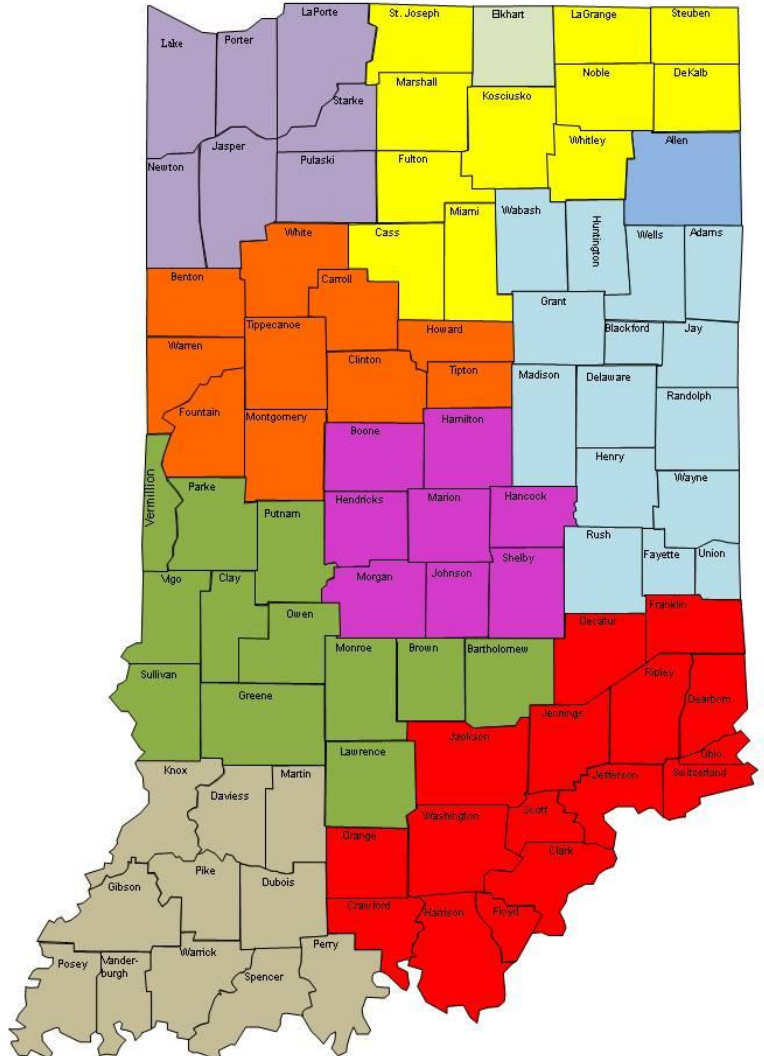 LaPorte
St. Joseph
Elkhart
LaGrange
Steuben
Lake
Porter
Noble
DeKalb
Marshall
Kosciusko
Starke
Whitley
Allen
Newton
Jasper
Pulaski
Fulton
Miami
Wabash
Huntington
Wells
Adams
White
Cass
Benton
Carroll
Grant
Tippecanoe
Howard
Blackford
Jay
Warren
Clinton
Tipton
Madison
Delaware
Randolph
Fountain
Montgomery
Boone
Hamilton
Henry
Wayne
Vermillion
Parke
Putnam
Hendricks
Marion
Hancock
Rush
Fayette
Union
Shelby
Vigo
Clay
Morgan
Johnson
Owen
Decatur
Franklin
Sullivan
Monroe
Brown
Bartholomew
Ripley
Greene
Dearborn
Jennings
Jackson
Lawrence
Ohio
Knox
Martin
Jefferson
Switzerland
Daviess
Washington
Scott
Orange
Clark
Gibson
Pike
Dubois
Crawford
Harrison
Floyd
Perry
Posey
Vander-
burgh
Warrick
Spencer